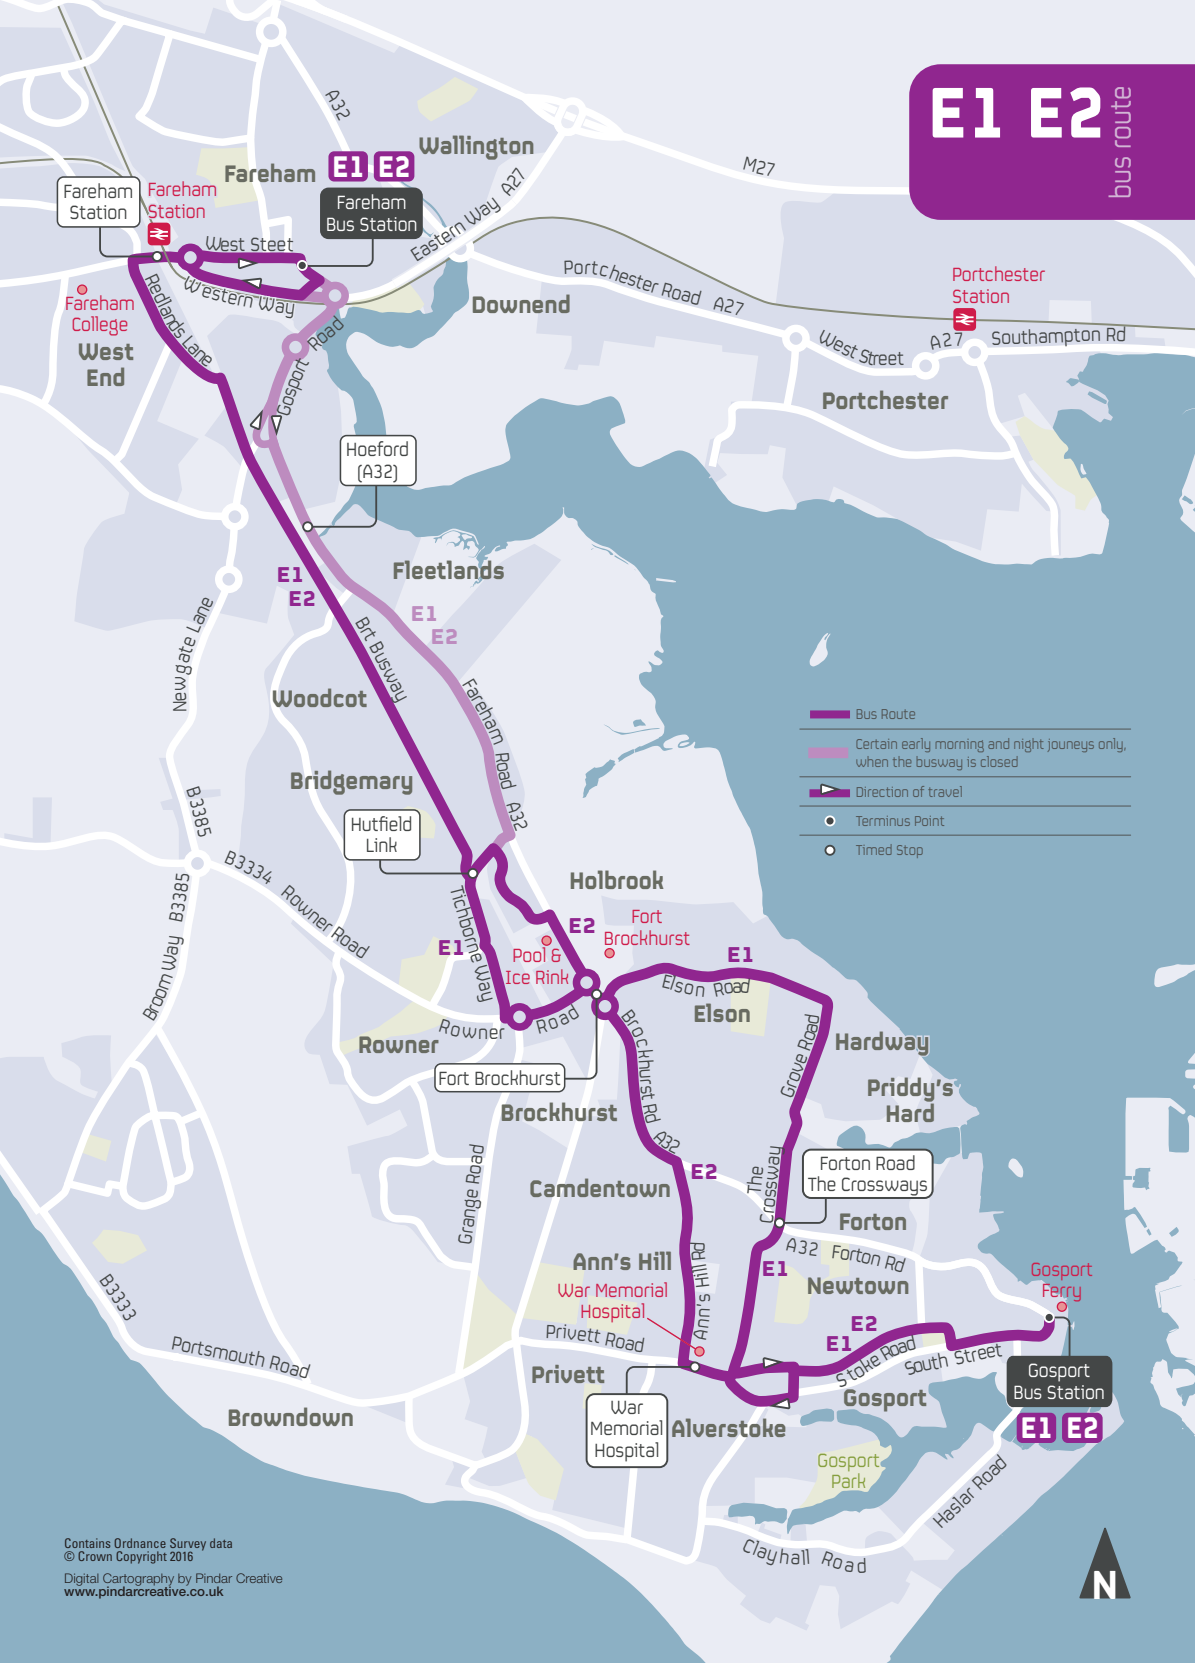 E1 E2
bus route
A32
Wallington
M27
Fareham E1 E2
Fareham
Station
Fareham
Station
Fareham
Bus Station
Eastern Way A27
West Steet
Western Way
Redlands Lane
Fareham
College
West
End
Portchester Road A27
Downend
Portchester
Station
West Street
A27
Southampton Rd
Portchester
Gosport Road
Hoeford
(A32)
E1
E2
Fleetlands
E1
E2
Newgate Lane
Brt Busway
Woodcot
Fareham Road A32
Bus Route
Certain early morning and night jouneys only,
when the busway is closed
Direction of travel
Terminus Point
Timed Stop
Bridgemary
B3385
Hutfield
Link
B3334 Rowner Road
Broom Way B3385
Holbrook
Tichborne Way
E1
E2
Fort
Brockhurst
Pool &
Ice Rink
E1
Elson Road
Elson
Rowner Road
Rowner
Hardway
Grove Road
Fort Brockhurst
Brockhurst Rd A32
Priddy's
Hard
Brockhurst
E2
The
Crossway
Forton Road
The Crossways
Grange Road
Camdentown
Forton
A32 Forton Rd
Ann's Hill
Ann's Hill Rd
E1
Newtown
Gosport
Ferry
War Memorial
Hospital
B3333
Portsmouth Road
Privett Road
E2
E1
Stoke Road
South Street
Privett
Gosport
Gosport
Bus Station
E1 E2
Browndown
War
Memorial
Hospital
Alverstoke
Gosport
Park
Haslar Road
Clayhall Road
Contains Ordnance Survey data
© Crown Copyright 2016
Digital Cartography by Pindar Creative
www.pindarcreative.co.uk
N